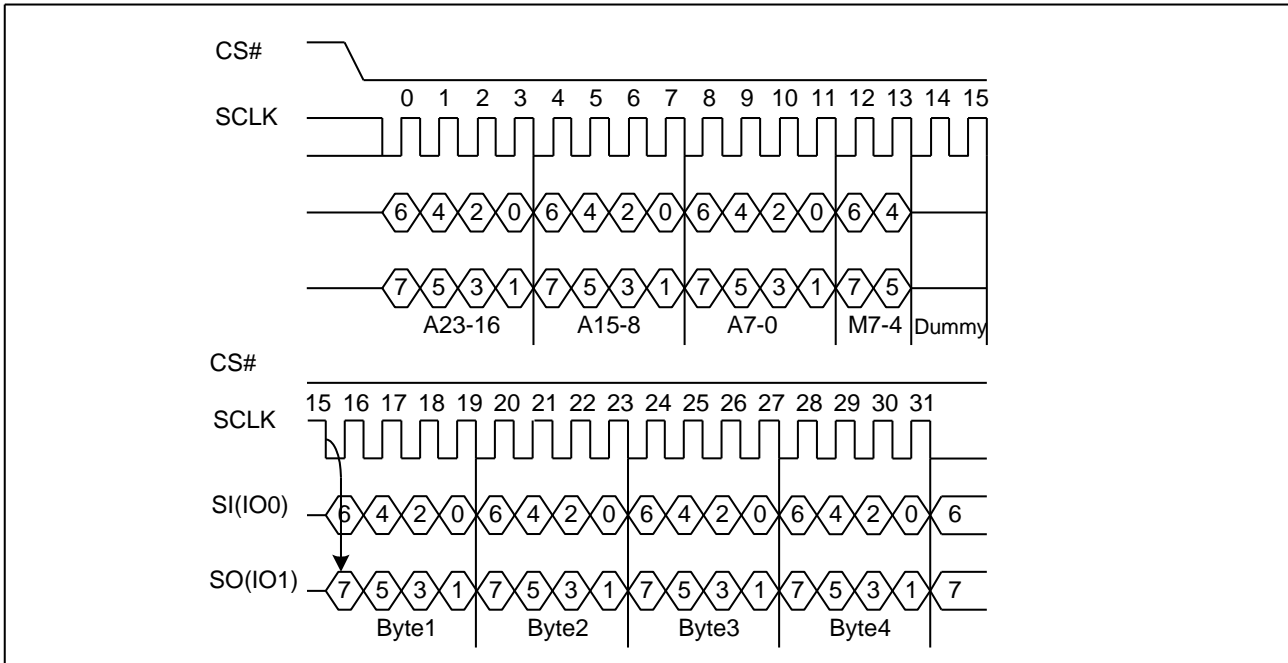 CS#
0 1 2 3 4 5 6 7 8 9 10 11 12 13 14 15
SCLK
6 4 2 0 6 4 2 0 6 4 2 0 6 4
7 5 3 1 7 5 3 1 7 5 3 1 7 5
A23-16 A15-8 A7-0 M7-4 Dummy
CS#
15 16 17 18 19 20 21 22 23 24 25 26 27 28 29 30 31
SCLK
SI(IO0) 6 4 2 0 6 4 2 0 6 4 2 0 6 4 2 0 6
SO(IO1) 7 5 3 1 7 5 3 1 7 5 3 1 7 5 3 1 7
Byte1 Byte2 Byte3 Byte4